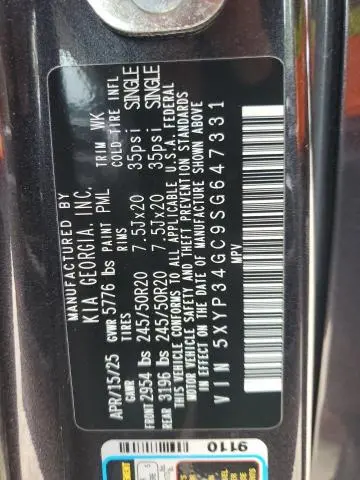 MANUFACTURED BY
KIA GEORGIA, INC.
PAINT PML TRIM WK
APR/15/25 GVWR 5776 lbs
GAWR TIRES RIMS COLD TIRE INFL
FRONT 2954 lbs 245/50R20 7.5Jx20 35psi SINGLE
REAR 3196 lbs 245/50R20 7.5Jx20 35psi SINGLE
THIS VEHICLE CONFORMS TO ALL APPLICABLE U.S.A. FEDERAL
MOTOR VEHICLE SAFETY AND THEFT PREVENTION STANDARDS
IN EFFECT ON THE DATE OF MANUFACTURE SHOWN ABOVE
VIN 5XYP34GC9SG647331
MPV
9110